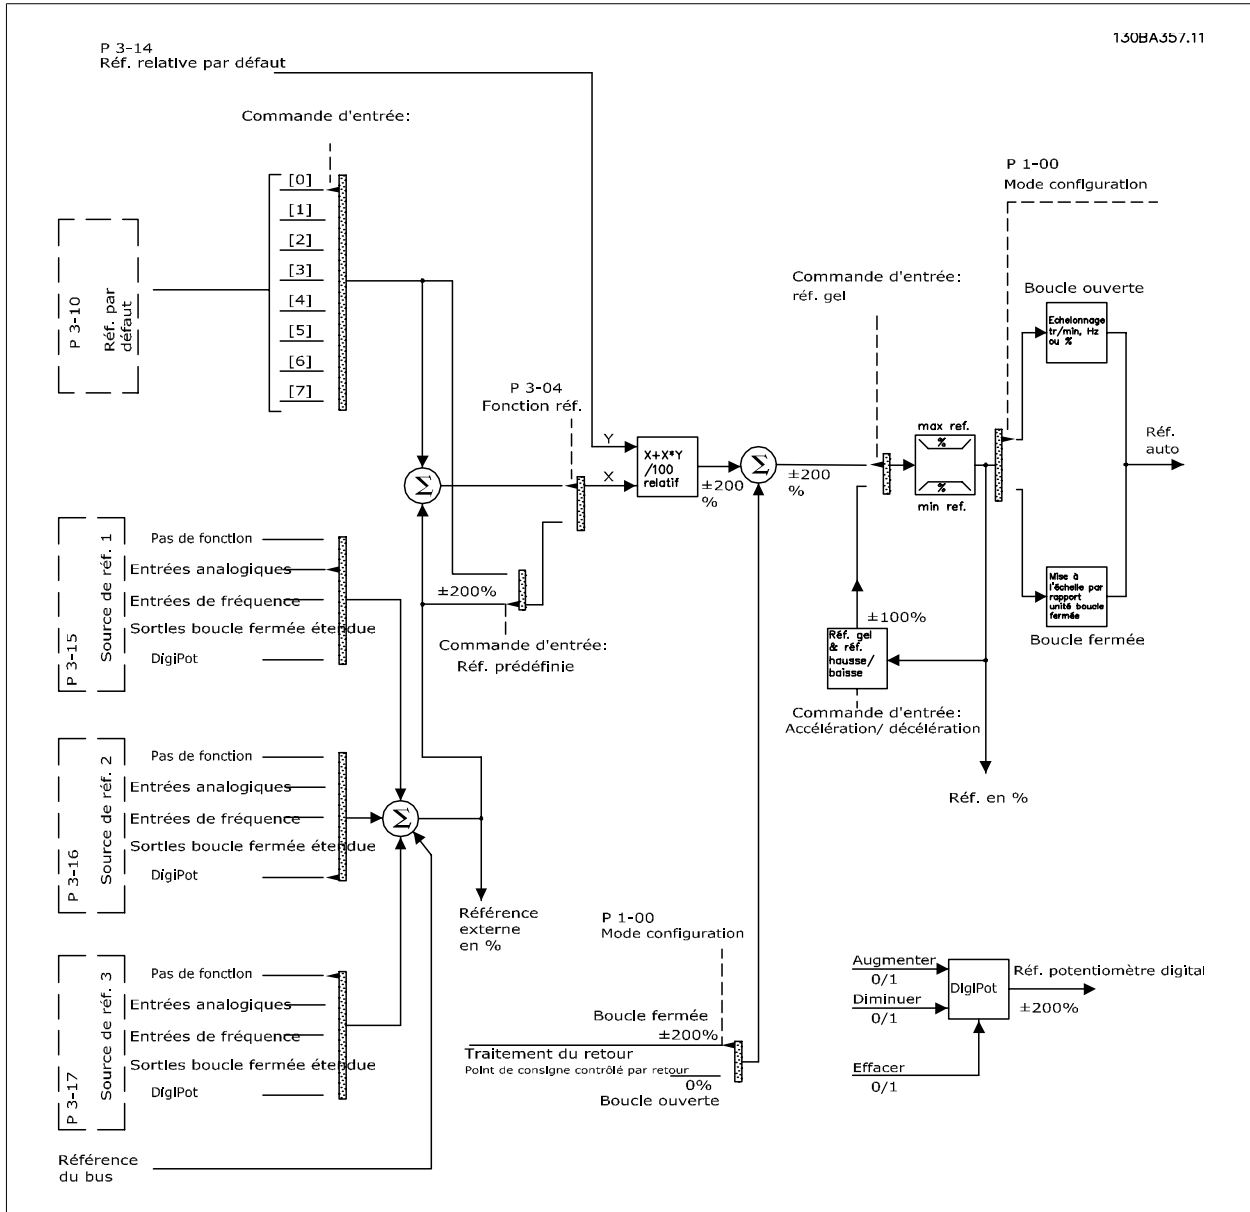 130BA357.11
P 3-14
Réf. relative par défaut
Commande d'entrée:
[0]
[1]
[2]
[3]
[4]
[5]
[6]
[7]
P 3-10
Réf. par
défaut
P 1-00
Mode configuration
Commande d'entrée:
réf. gel
Boucle ouverte
Echelonnage
tr/min, Hz
ou %
P 3-04
Fonction réf.
Y
X
X+X*Y
/100
relatif
±200
%
Σ
±200
%
max ref.
%
%
min ref.
Réf.
auto
Σ
P 3-15
Source de réf. 1
Pas de fonction
Entrées analogiques
Entrées de fréquence
Sorties boucle fermée étendue
DigiPot
±200%
Commande d'entrée:
Réf. prédéfinie
±100%
Réf. gel
& réf.
hausse/
baisse
Commande d'entrée:
Accélération/ décélération
Mise à
l'échelle par
rapport
unité boucle
fermée
Boucle fermée
Réf. en %
P 3-16
Source de réf. 2
Pas de fonction
Entrées analogiques
Entrées de fréquence
Sorties boucle fermée étendue
DigiPot
Σ
Référence
externe
en %
P 3-17
Source de réf. 3
Pas de fonction
Entrées analogiques
Entrées de fréquence
Sorties boucle fermée étendue
DigiPot
Référence
du bus
P 1-00
Mode configuration
Boucle fermée
±200%
Traitement du retour
Point de consigne contrôlé par retour
0%
Boucle ouverte
Augmenter
0/1
Diminuer
0/1
Effacer
0/1
DigiPot
Réf. potentiomètre digital
±200%